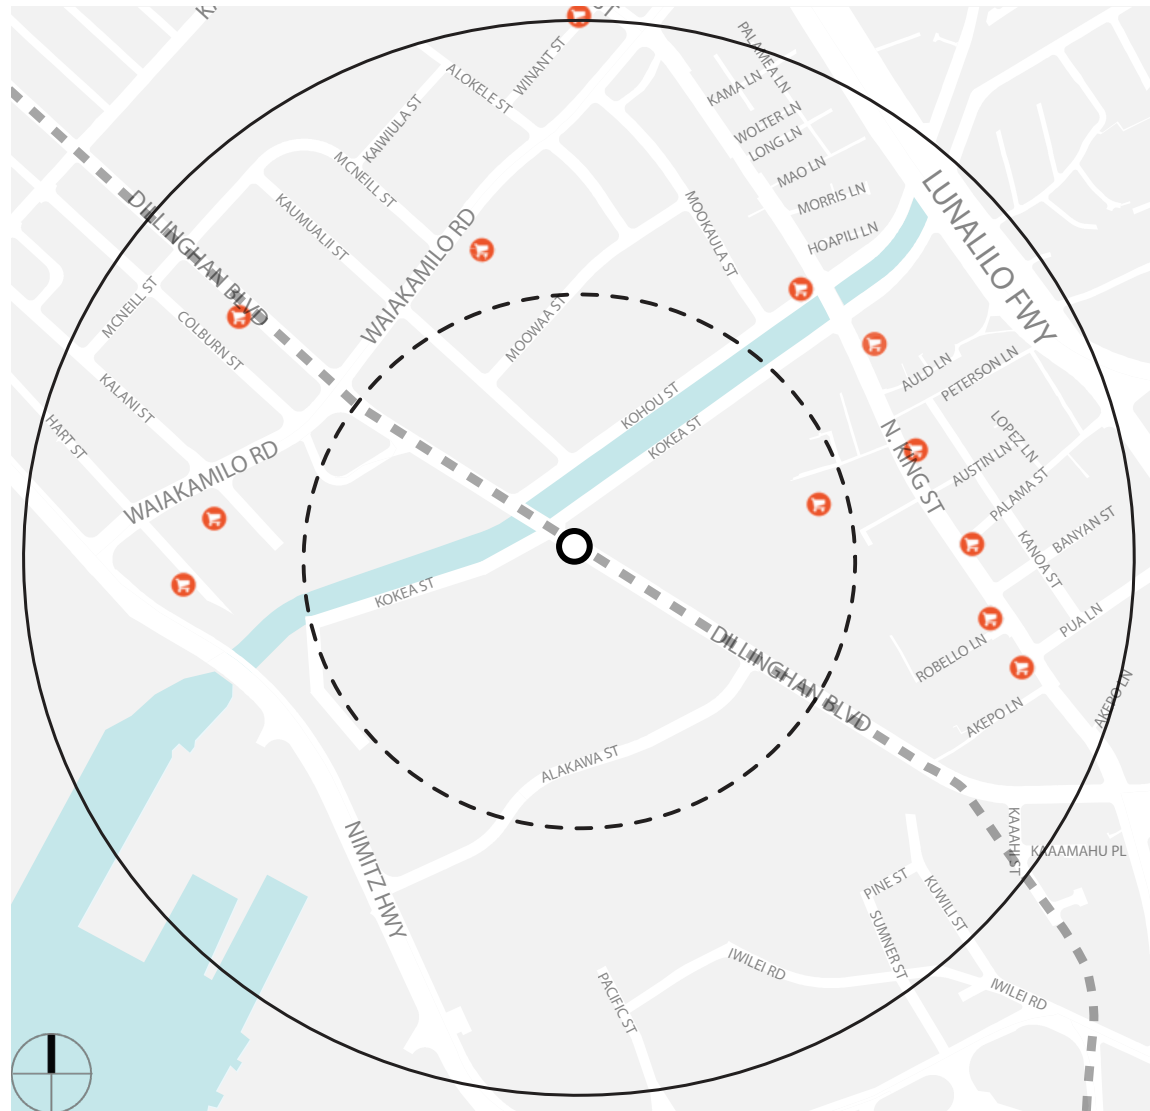 PALAMEA LN
WINANT ST
ALOKELE ST
KAMA LN
KAIWIULA ST
WOLTER LN
LONG LN
MCNEILL ST
MAO LN
MORRIS LN
LUNALILO FWY
DILLINGHAN BLVD
KAUMUALII ST
WAIAKAMILO RD
MOOKAULA ST
HOAPILI LN
MCNEILL ST
COLBURN ST
MOOWAA ST
AULD LN
PETERSON LN
KALANI ST
KOHOU ST
HART ST
KOKEA ST
N. KING ST
LOPEZ LN
AUSTIN LN
WAIAKAMILO RD
PALAMA ST
BANYAN ST
KANOA ST
KOKEA ST
PUA LN
DILLINGHAN BLVD
ROBELLO LN
AKEPO LN
AKEPO LN
ALAKAWA ST
NIMITZ HWY
KAAAHI ST
KAAAMAHU PL
PINE ST
KUWILI ST
SUMNER ST
IWILEI RD
IWILEI RD
PACIFIC ST